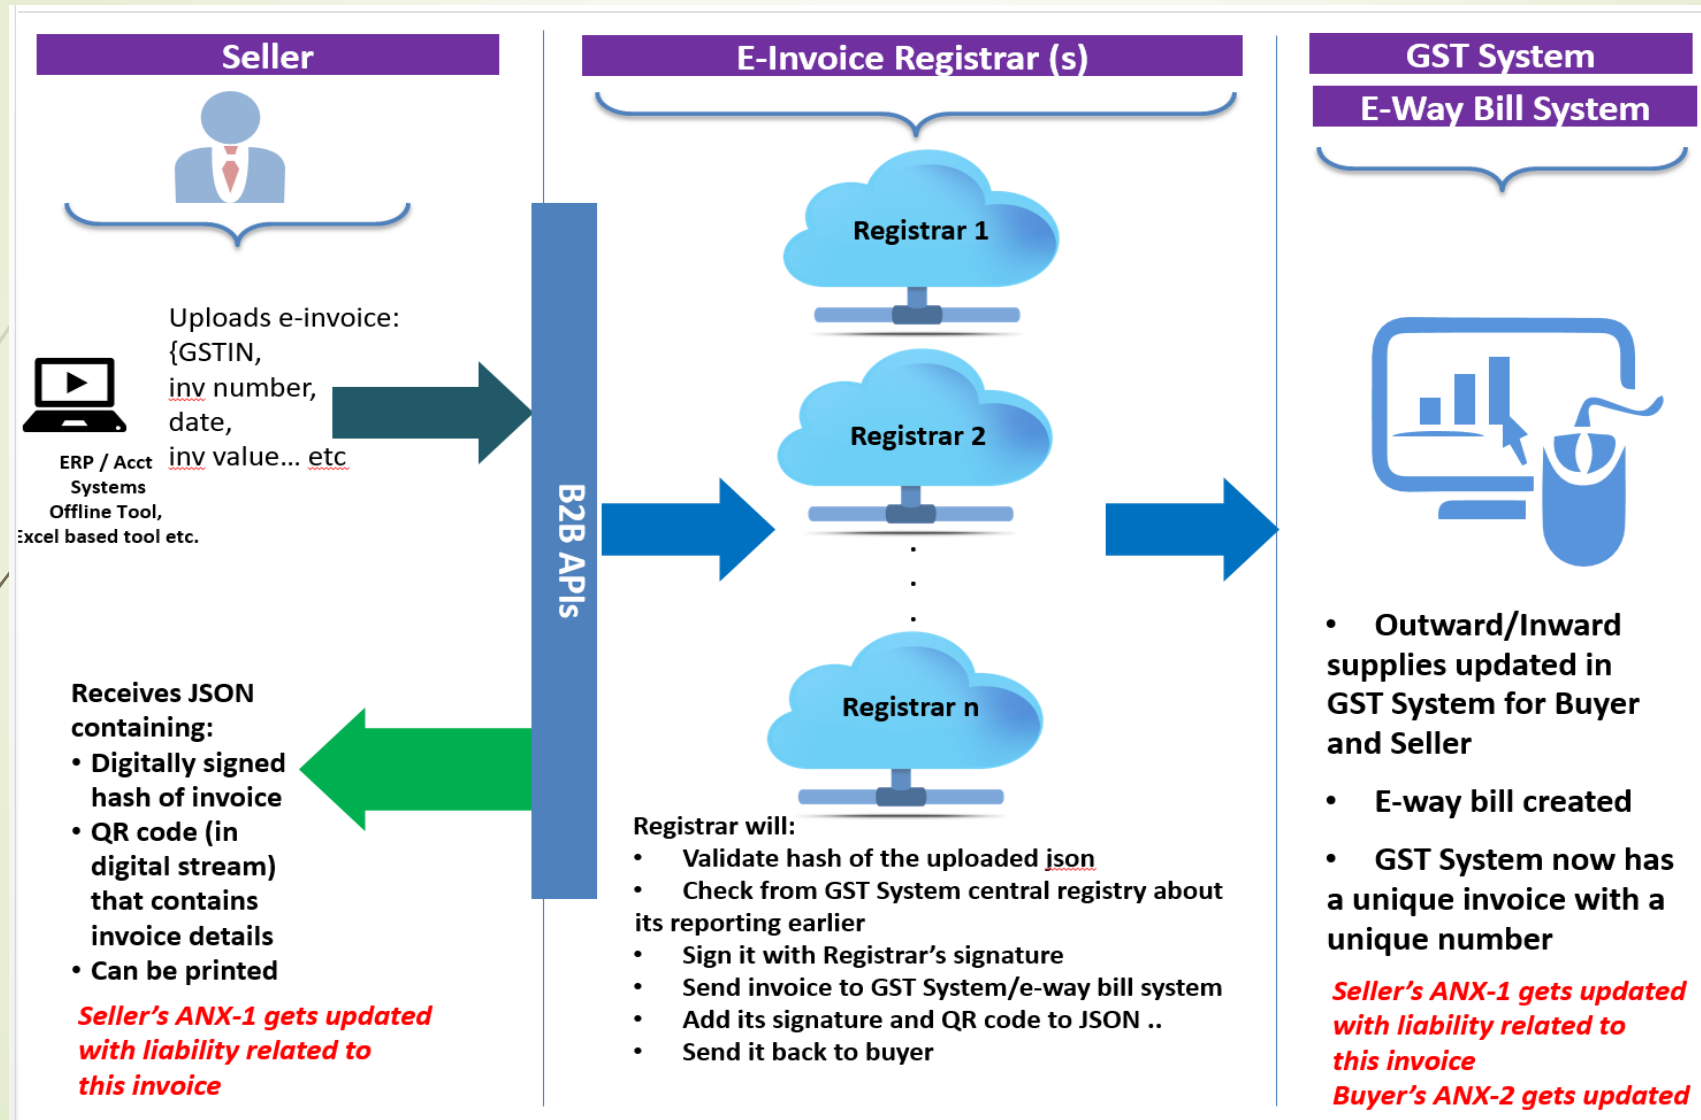 Seller
Uploads e-invoice:
{GSTIN,
inv number,
date,
inv value... etc
ERP / Acct
Systems
Offline Tool,
Excel based tool etc.
Receives JSON
containing:
• Digitally signed
hash of invoice
• QR code (in
digital stream)
that contains
invoice details
• Can be printed
Seller's ANX-1 gets updated
with liability related to
this invoice
B2B APIs
E-Invoice Registrar (s)
Registrar 1
Registrar 2
.
.
.
Registrar n
Registrar will:
• Validate hash of the uploaded json
• Check from GST System central registry about
its reporting earlier
• Sign it with Registrar's signature
• Send invoice to GST System/e-way bill system
• Add its signature and QR code to JSON ..
• Send it back to buyer
GST System
E-Way Bill System
• Outward/Inward
supplies updated in
GST System for Buyer
and Seller
• E-way bill created
• GST System now has
a unique invoice with a
unique number
Seller's ANX-1 gets updated
with liability related to
this invoice
Buyer's ANX-2 gets updated